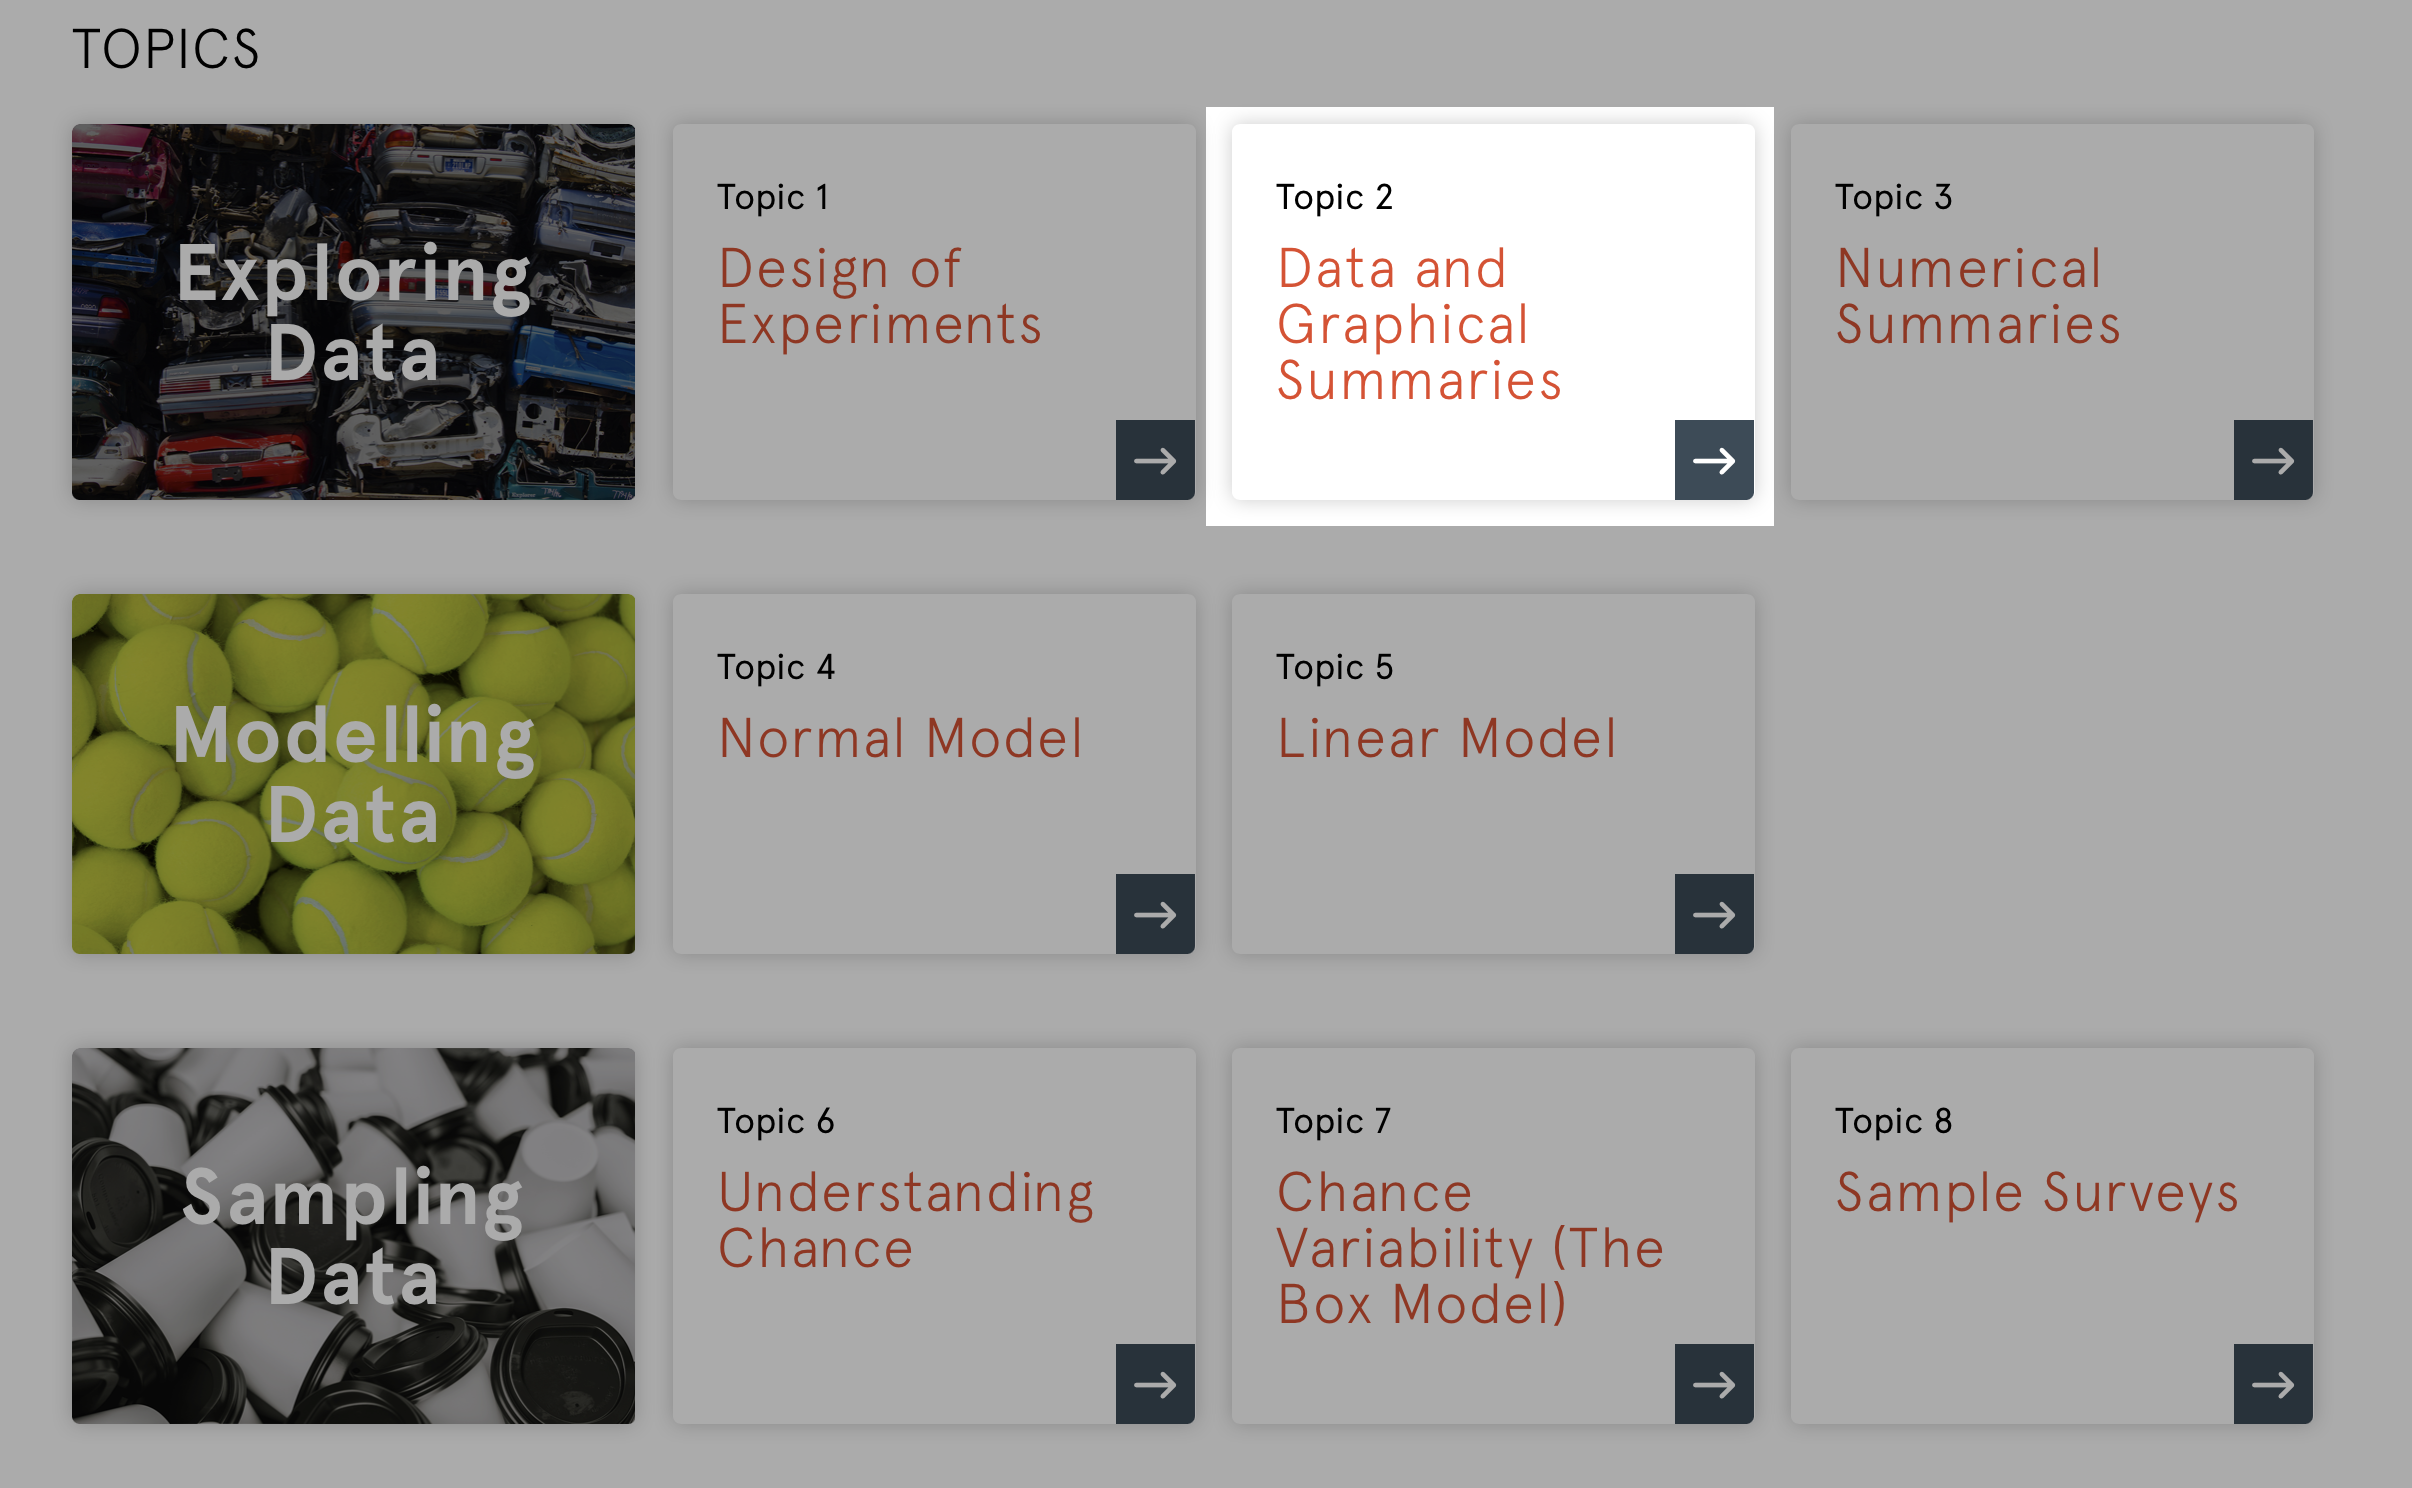 TOPICS
Exploring
Data
Topic 1
Design of
Experiments
Topic 2
Data and
Graphical
Summaries
Topic 3
Numerical
Summaries
Modelling
Data
Topic 4
Normal Model
Topic 5
Linear Model
Sampling
Data
Topic 6
Understanding
Chance
Topic 7
Chance
Variability (The
Box Model)
Topic 8
Sample Surveys